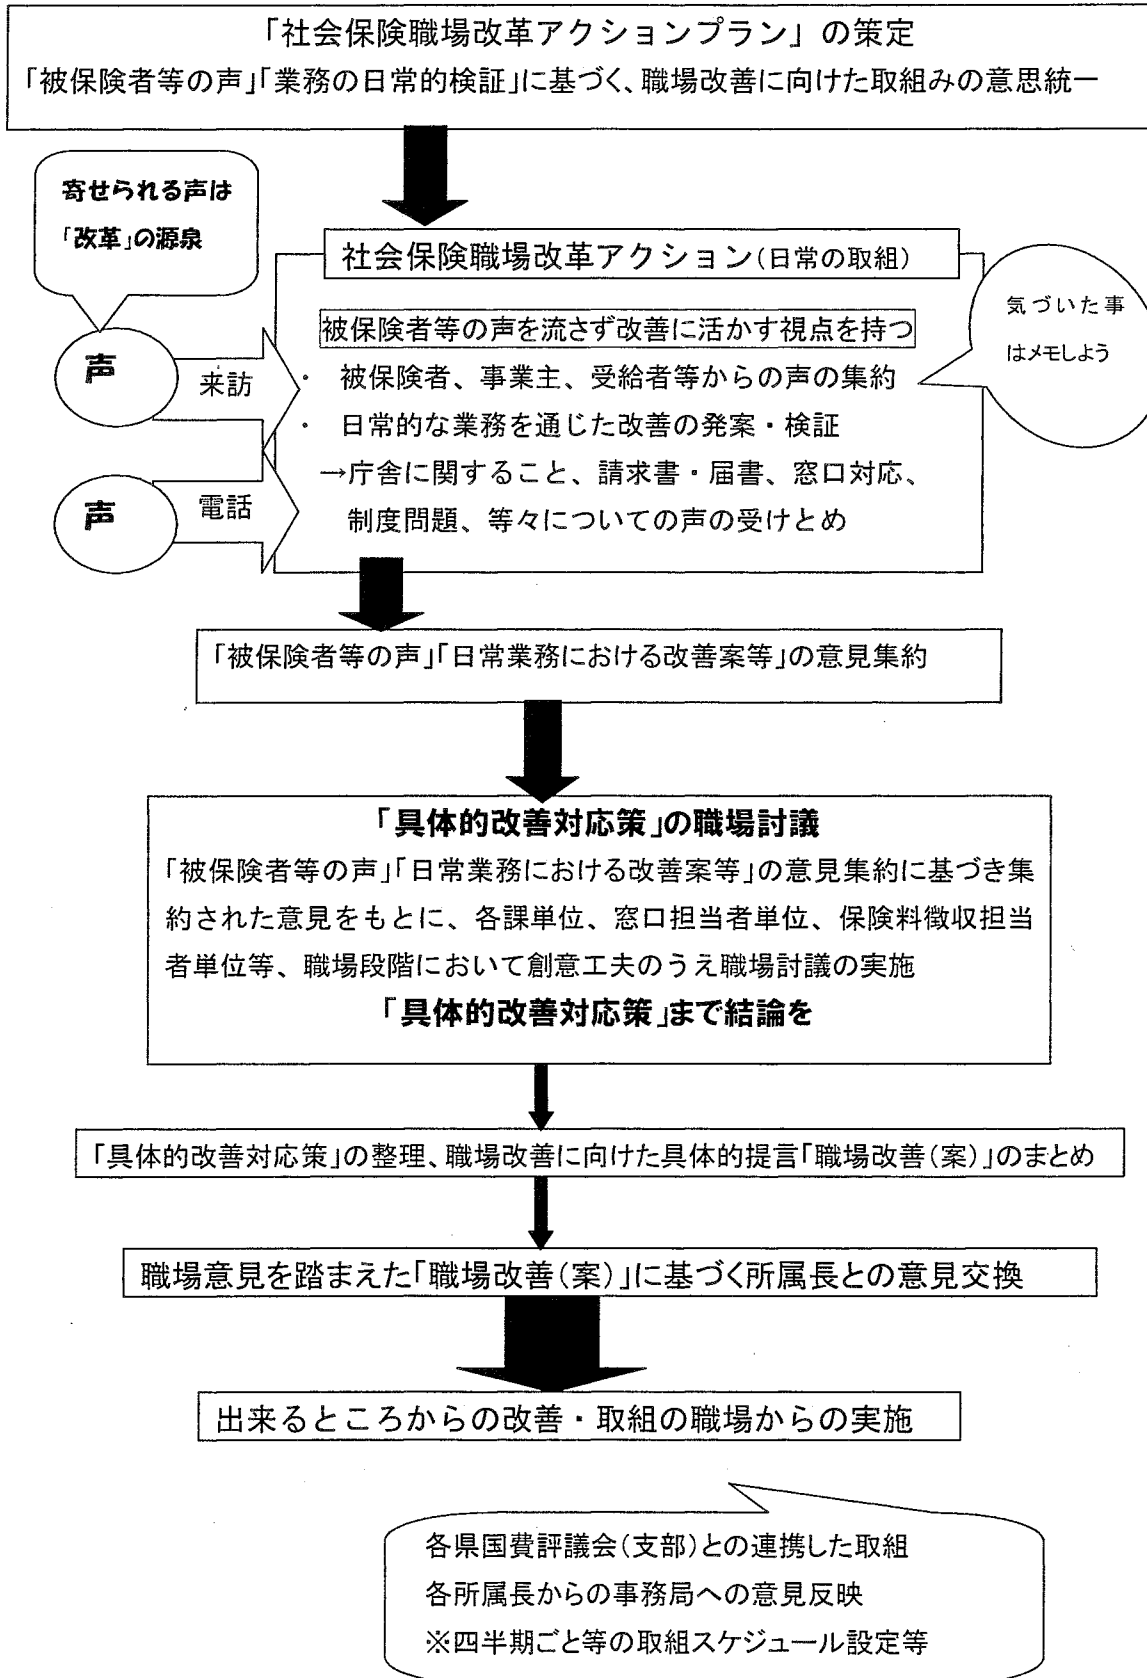 「社会保険職場改革アクションプラン」の策定
「被保険者等の声」「業務の日常的検証」に基づく、職場改善に向けた取組みの意思統一
寄せられる声は
「改革」の源泉
社会保険職場改革アクション(日常の取組)
気づいた事
はメモしよう
被保険者等の声を流さず改善に活かす視点を持つ
声
来訪
・ 被保険者、事業主、受給者等からの声の集約
・ 日常的な業務を通じた改善の発案・検証
→庁舎に関すること、請求書・届書、窓口対応、
制度問題、等々についての声の受けとめ
声
電話
「被保険者等の声」「日常業務における改善案等」の意見集約
「具体的改善対応策」の職場討議
「被保険者等の声」「日常業務における改善案等」の意見集約に基づき集
約された意見をもとに、各課単位、窓口担当者単位、保険料徴収担当
者単位等、職場段階において創意工夫のうえ職場討議の実施
「具体的改善対応策」まで結論を
「具体的改善対応策」の整理、職場改善に向けた具体的提言「職場改善(案)」のまとめ
職場意見を踏まえた「職場改善(案)」に基づく所属長との意見交換
出来るところからの改善・取組の職場からの実施
各県国費評議会(支部)との連携した取組
各所属長からの事務局への意見反映
※四半期ごと等の取組スケジュール設定等